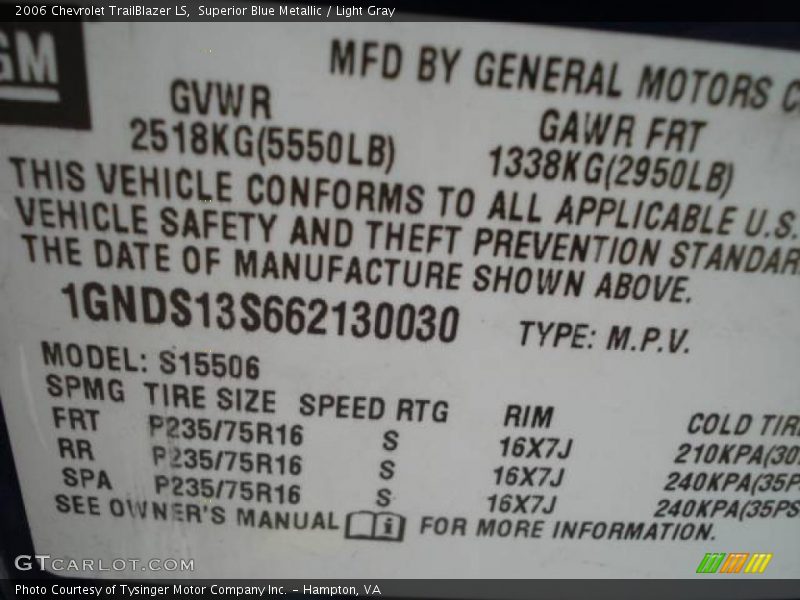 2006 Chevrolet TrailBlazer LS,  Superior Blue Metallic / Light Gray
GM
MFD BY GENERAL MOTORS C
GVWR
GAWR FRT
2518KG(5550LB)
1338KG(2950LB)
THIS VEHICLE CONFORMS TO ALL APPLICABLE U.S.
VEHICLE SAFETY AND THEFT PREVENTION STANDAR
THE DATE OF MANUFACTURE SHOWN ABOVE.
1GNDS13S662130030 TYPE: M.P.V.
MODEL: S15506
SPMG TIRE SIZE SPEED RTG RIM COLD TIR
FRT P235/75R16 S 16X7J 210KPA(30
RR P235/75R16 S 16X7J 240KPA(35P
SPA P235/75R16 S 16X7J 240KPA(35PS
SEE OWNER'S MANUAL i FOR MORE INFORMATION.
GTCARLOT.COM
Photo Courtesy of Tysinger Motor Company Inc. - Hampton, VA